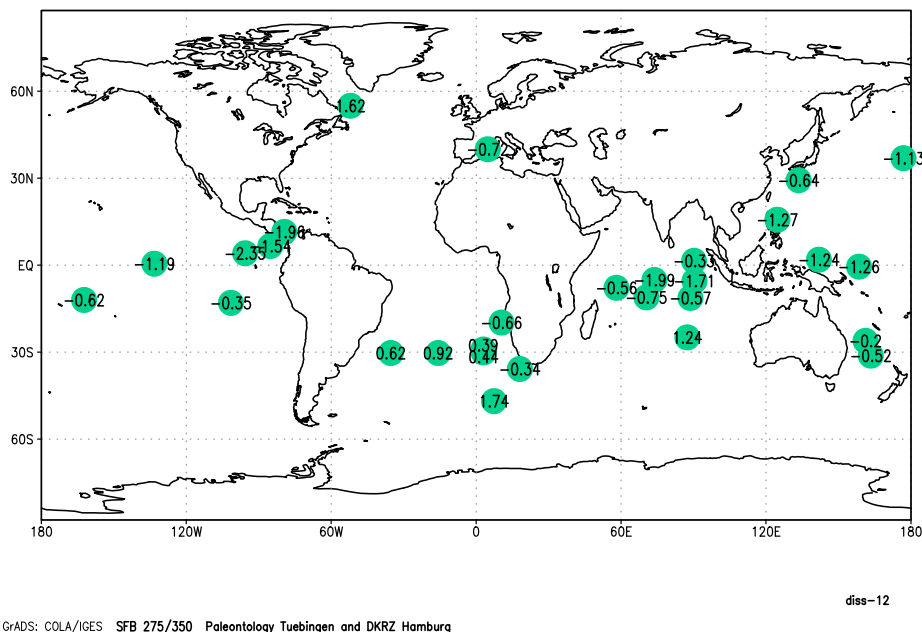 60N
1.62
-0.72
-1.13
30N
-0.64
-1.27
-1.96
-1.54
-2.35
-0.33
-1.24
EQ
-1.19
-1.26
-1.99
-1.71
-0.56
-0.62
-0.35
-0.75
-0.57
-0.66
1.24
-0.2
0.39
30S
0.62
0.92
-0.52
-0.34
1.74
60S
180
120W
60W
0
60E
120E
180
diss-12
GrADS: COLA/IGES SFB 275/350 Paleontology Tuebingen and DKRZ Hamburg